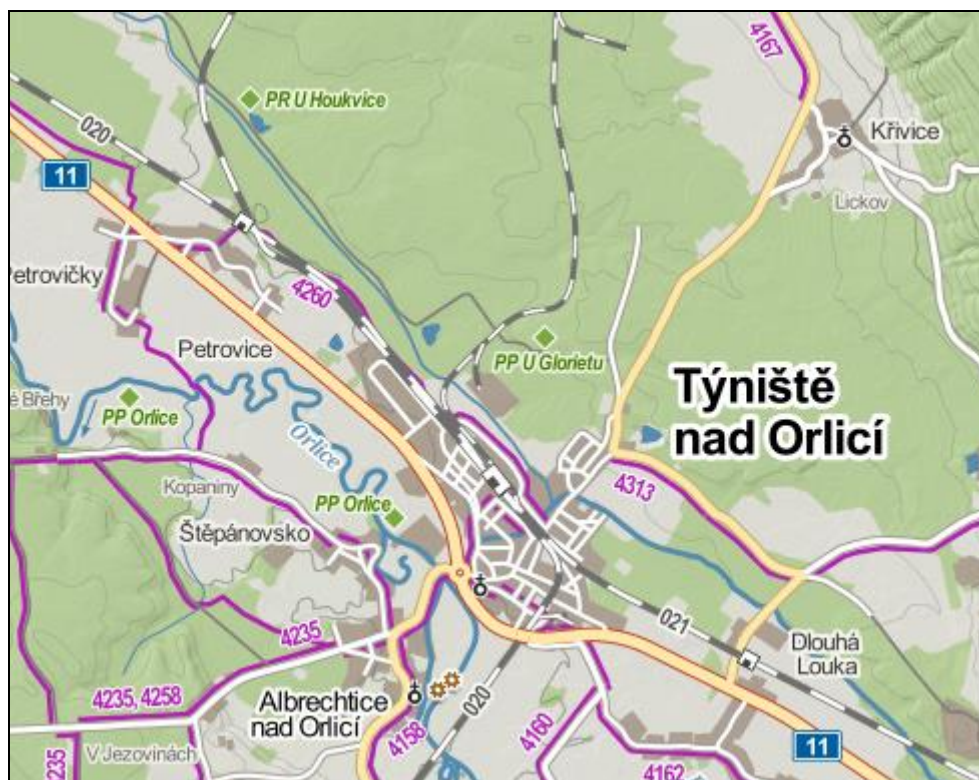 4167
PR U Houkvice
020
11
Křivice
Lickov
Petrovičky
4260
Petrovice
PP U Glorietu
Týniště
nad Orlicí
é Břehy
PP Orlice
Orlice
4313
Kopaniny
PP Orlice
Štěpánovsko
021
4235
Dlouhá
Louka
4235, 4258
Albrechtice
nad Orlicí
020
4158
4160
11
V Jezovinách
235
4162